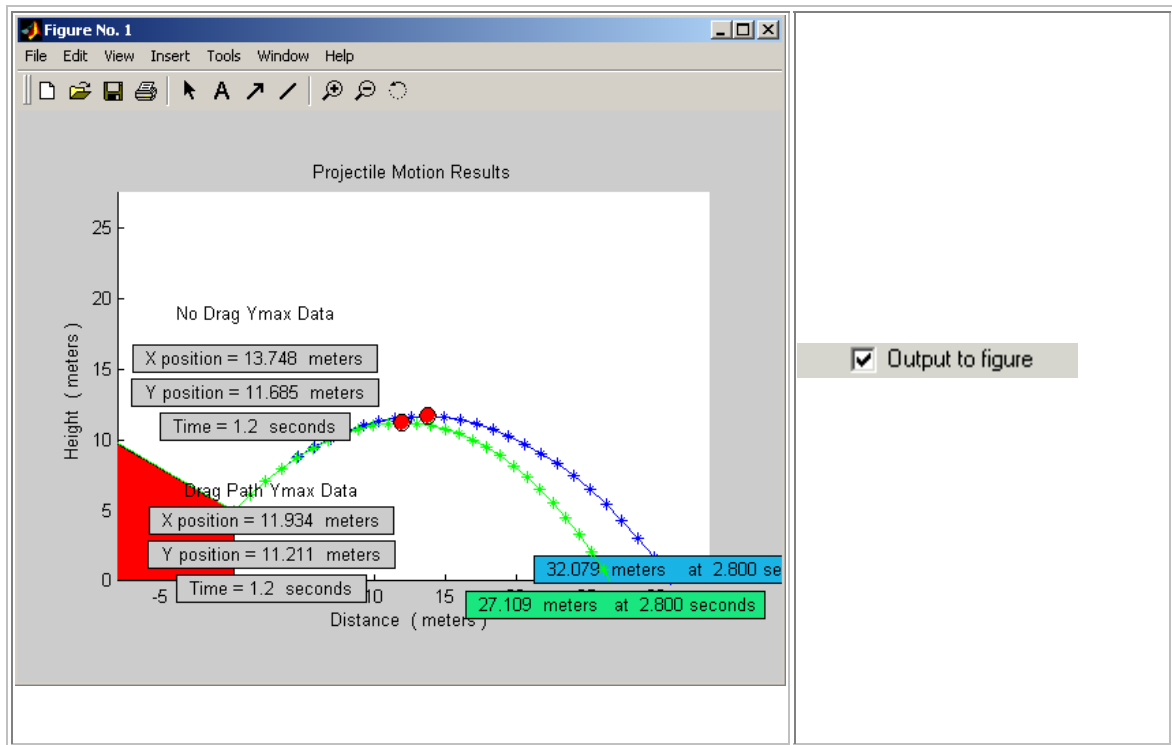 Figure No. 1
File Edit View Insert Tools Window Help
A
Projectile Motion Results
25
20
No Drag Ymax Data
X position = 13.748 meters
15
Y position = 11.685 meters
Time = 1.2 seconds
10
Height ( meters )
Drag Path Ymax Data
5
X position = 11.934 meters
Y position = 11.211 meters
32.079 meters at 2.800 se
0
Time = 1.2 seconds
-5
10
15
27.109 meters at 2.800 seconds
Distance ( meters )
Output to figure